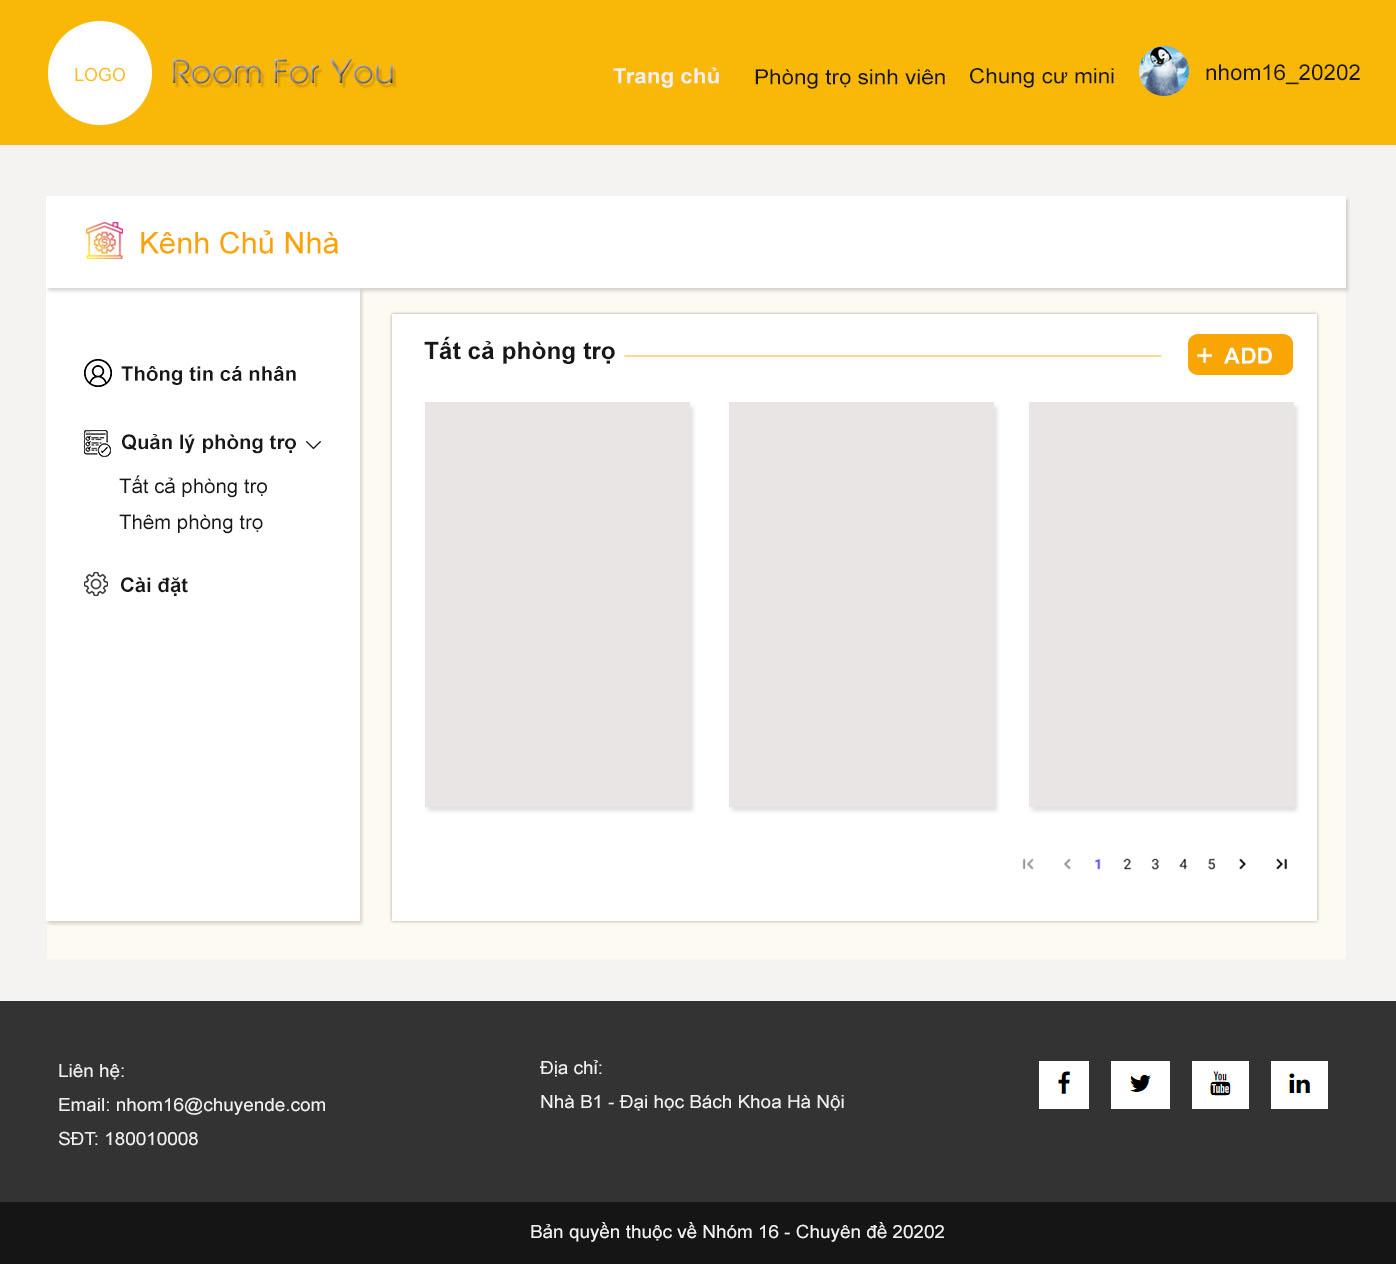 LOGO
Room For You
Trang chủ
Phòng trọ sinh viên
Chung cư mini
nhom16_20202
Kênh Chủ Nhà
Thông tin cá nhân
Quản lý phòng trọ
Tất cả phòng trọ
Thêm phòng trọ
Cài đặt
Tất cả phòng trọ
+ ADD
1 2 3 4 5
Liên hệ:
Email: nhom16@chuyende.com
SĐT: 180010008
Địa chỉ:
Nhà B1 - Đại học Bách Khoa Hà Nội
f
You
Tube
in
Bản quyền thuộc về Nhóm 16 - Chuyên đề 20202